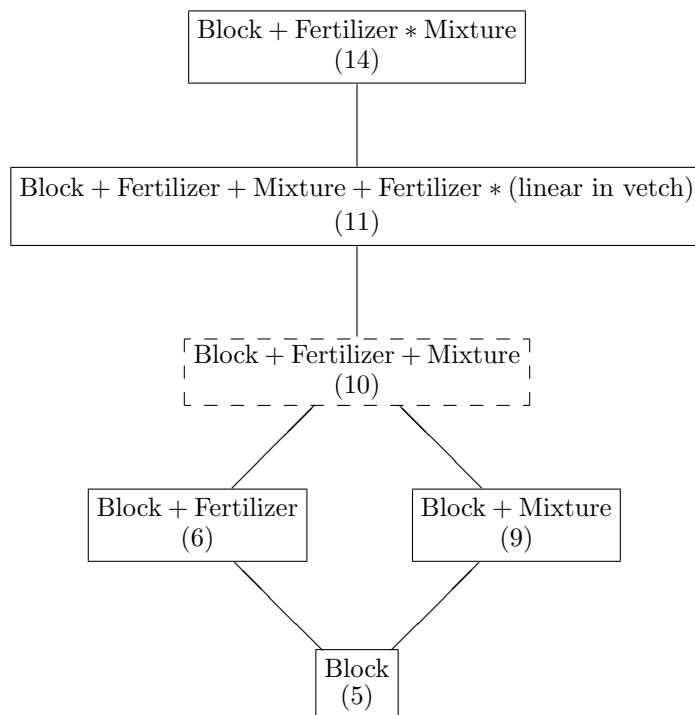 Block + Fertilizer ∗ Mixture
(14)
Block + Fertilizer + Mixture + Fertilizer ∗ (linear in vetch)
(11)
Block + Fertilizer + Mixture
(10)
Block + Fertilizer
(6)
Block + Mixture
(9)
Block
(5)